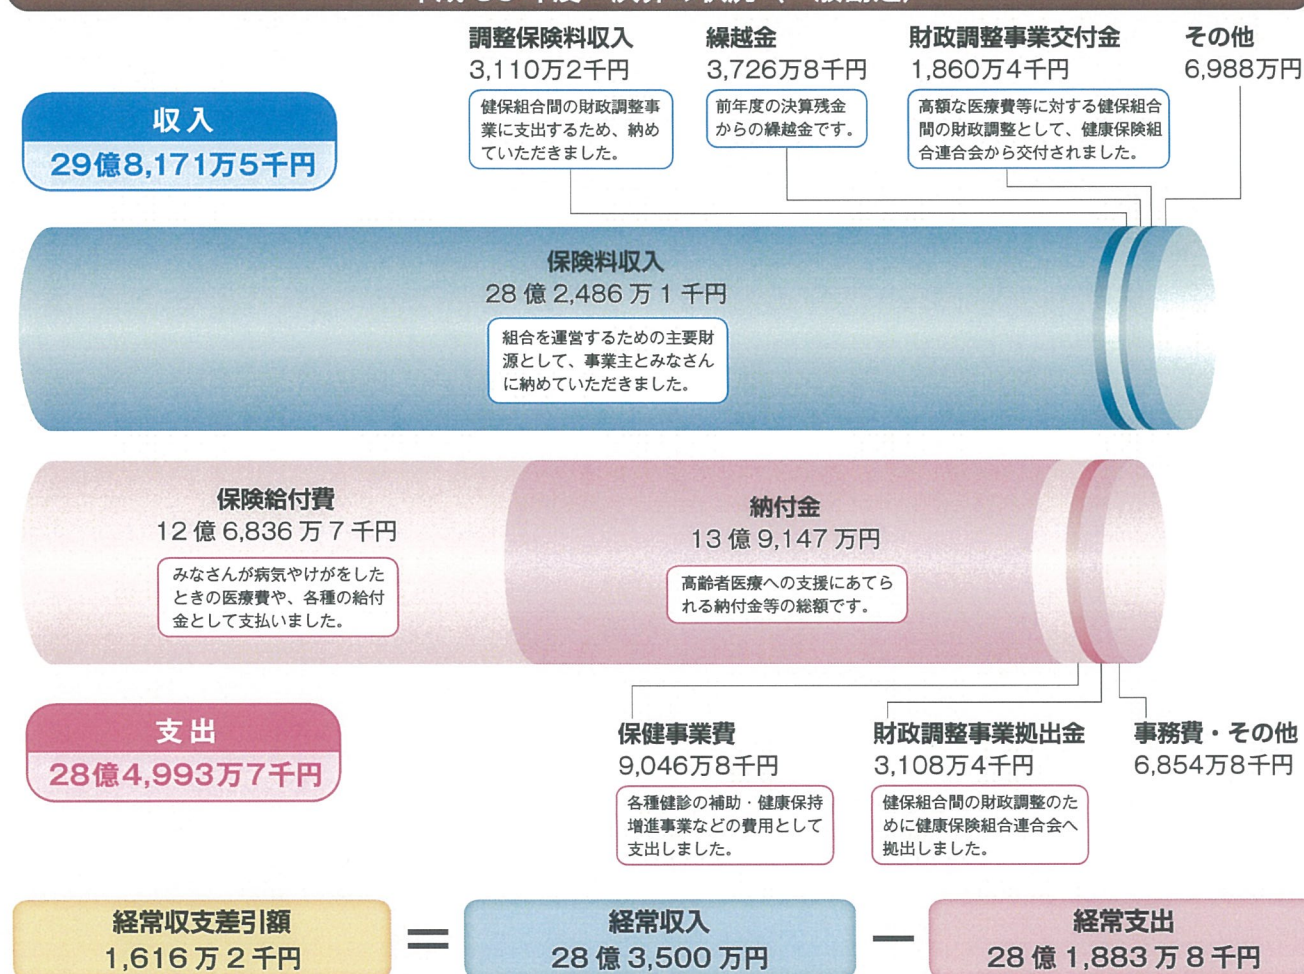 調整保険料収入
3,110万2千円
健保組合間の財政調整事
業に支出するため、納め
ていただきました。
繰越金
3,726万8千円
前年度の決算残金
からの繰越金です。
財政調整事業交付金
1,860万4千円
高額な医療費等に対する健保組合
間の財政調整として、健康保険組
合連合会から交付されました。
その他
6,988万円
収入
29億8,171万5千円
保険料収入
28億2,486万1千円
組合を運営するための主要財
源として、事業主とみなさん
に納めていただきました。
保険給付費
12億6,836万7千円
みなさんが病気やけがをした
ときの医療費や、各種の給付
金として支払いました。
納付金
13億9,147万円
高齢者医療への支援にあてら
れる納付金等の総額です。
支出
28億4,993万7千円
保健事業費
9,046万8千円
各種健診の補助・健康保持
増進事業などの費用として
支出しました。
財政調整事業拠出金
3,108万4千円
健保組合間の財政調整のた
めに健康保険組合連合会へ
拠出しました。
事務費・その他
6,854万8千円
経常収支差引額
1,616万2千円
＝
経常収入
28億3,500万円
－
経常支出
28億1,883万8千円